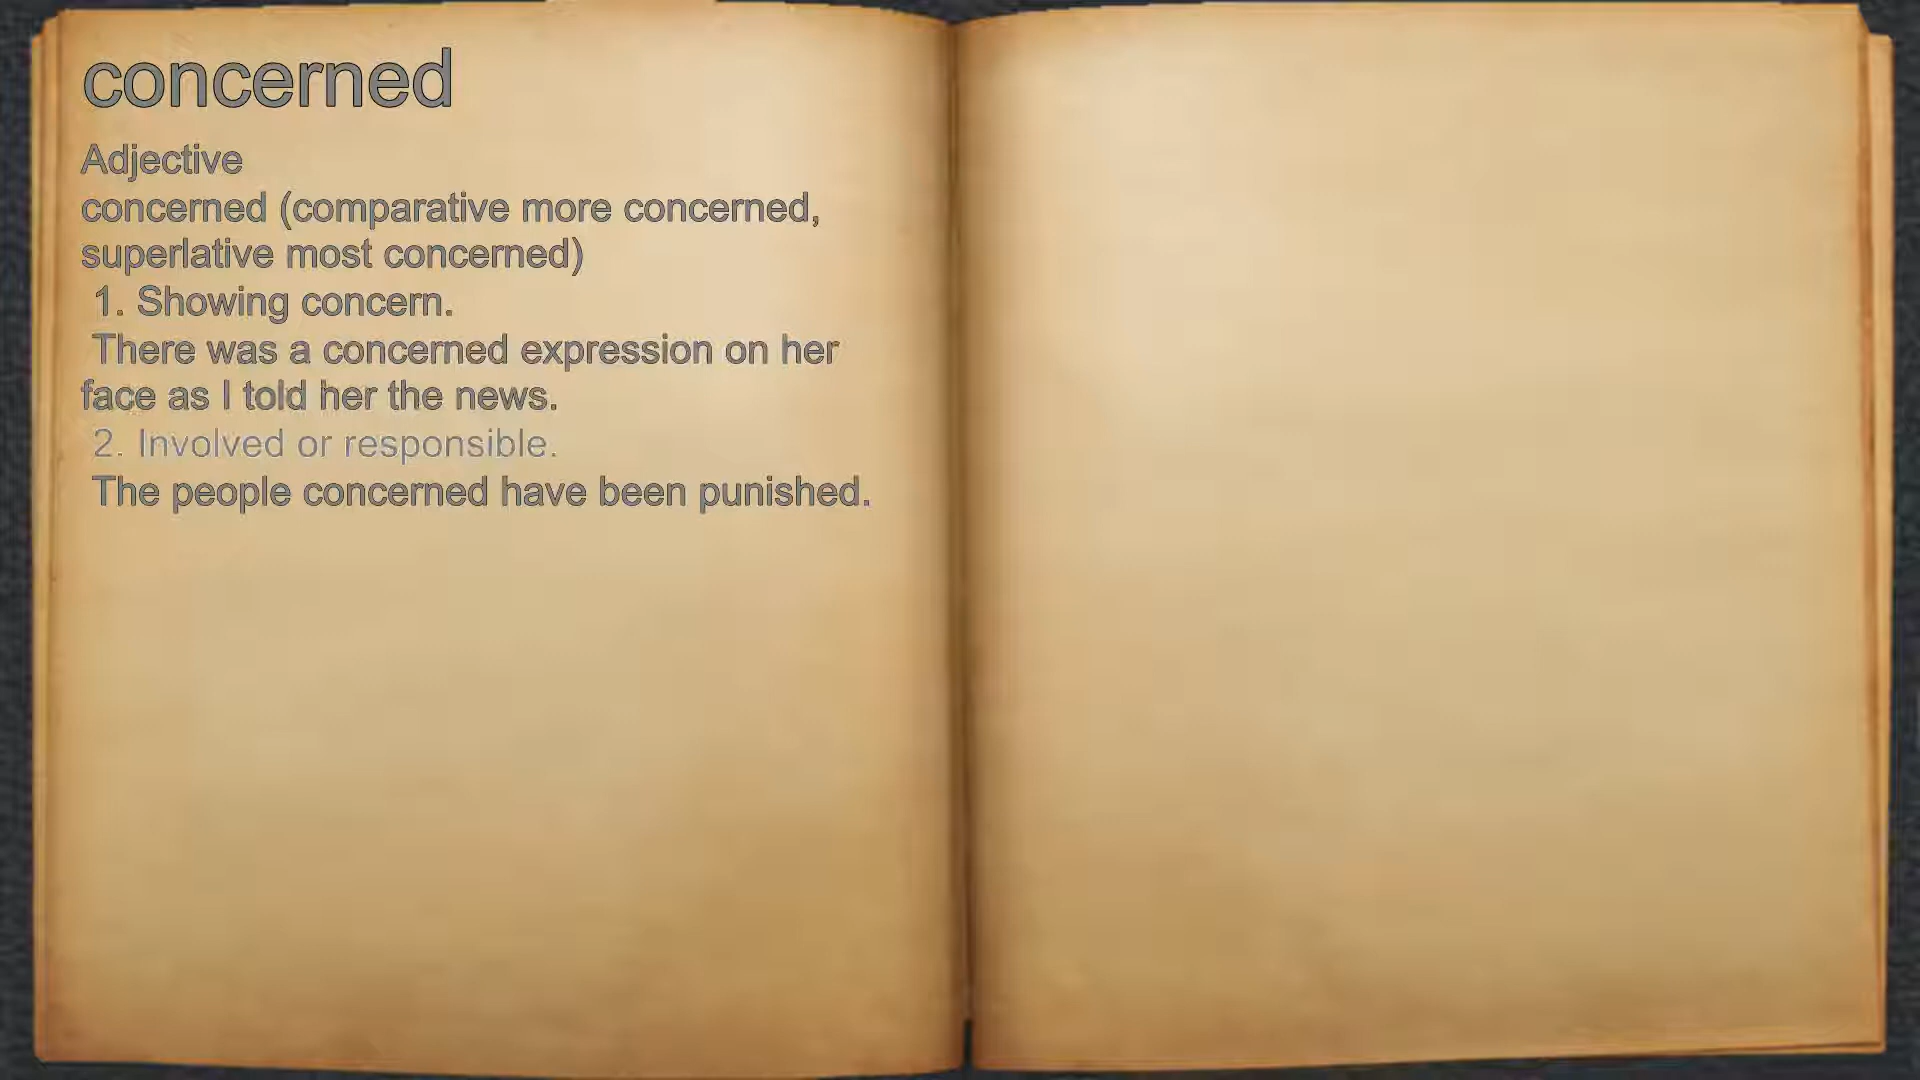 concerned
Adjective
concerned (comparative more concerned,
superlative most concerned)
1. Showing concern.
There was a concerned expression on her
face as I told her the news.
2. Involved or responsible.
The people concerned have been punished.